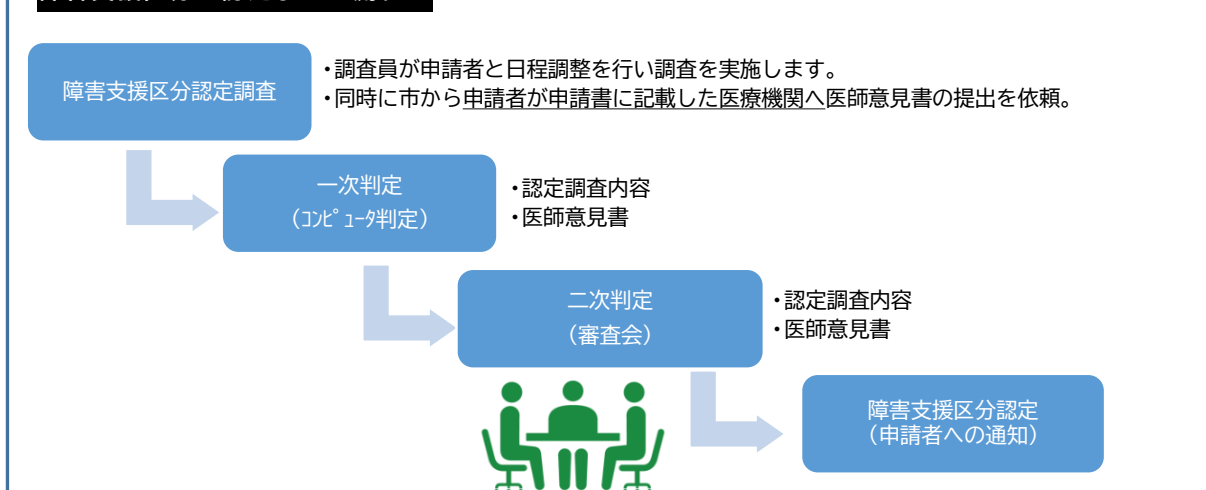 障害支援区分認定調査
・調査員が申請者と日程調整を行い調査を実施します。
・同時に市から申請者が申請書に記載した医療機関へ医師意見書の提出を依頼。
一次判定
（ｺﾝﾋﾟｭｰﾀ判定）
・認定調査内容
・医師意見書
二次判定
（審査会）
・認定調査内容
・医師意見書
障害支援区分認定
（申請者への通知）